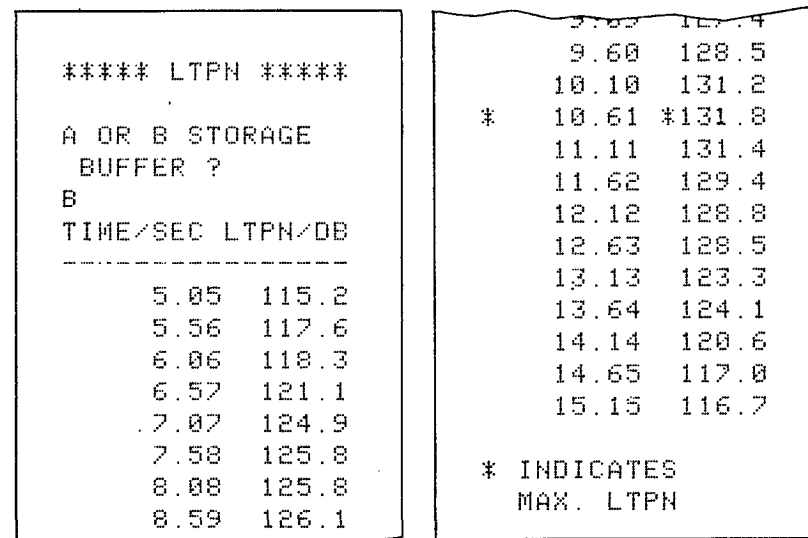 ***** LTPN *****
A OR B STORAGE
BUFFER ?
B
TIME/SEC LTPN/DB
----------------
5.05 115.2
5.56 117.6
6.06 118.3
6.57 121.1
7.07 124.9
7.58 125.8
8.08 125.8
8.59 126.1
9.60 128.5
10.10 131.2
* 10.61 *131.8
11.11 131.4
11.62 129.4
12.12 128.8
12.63 128.5
13.13 123.3
13.64 124.1
14.14 120.6
14.65 117.0
15.15 116.7
* INDICATES
MAX. LTPN